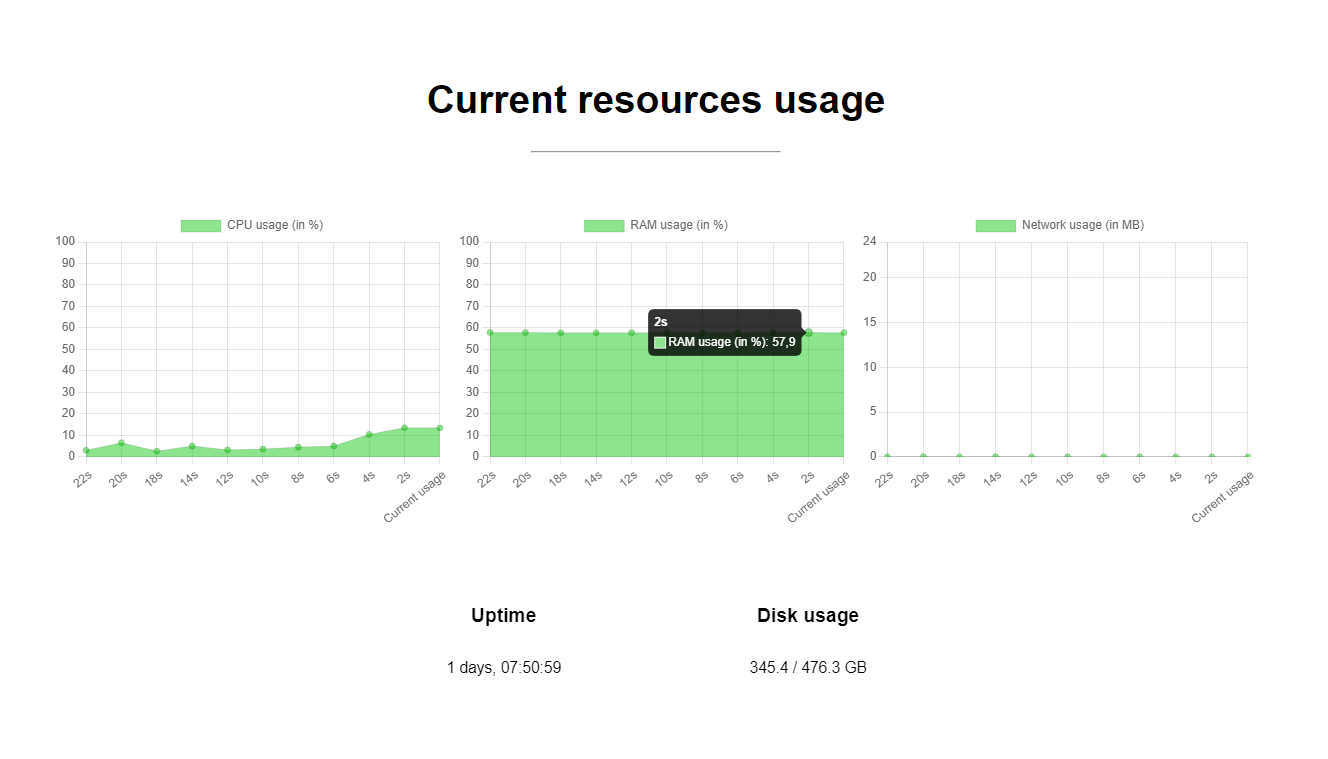 Current resources usage
CPU usage (in %)
100
90
80
70
60
50
40
30
20
10
0
22s
20s
18s
14s
12s
10s
8s
6s
4s
2s
Current usage
RAM usage (in %)
100
90
80
70
60
50
40
30
20
10
0
2s
RAM usage (in %): 57,9
22s
20s
18s
14s
12s
10s
8s
6s
4s
2s
Current usage
Network usage (in MB)
24
20
15
10
5
0
22s
20s
18s
14s
12s
10s
8s
6s
4s
2s
Current usage
Uptime
1 days, 07:50:59
Disk usage
345.4 / 476.3 GB